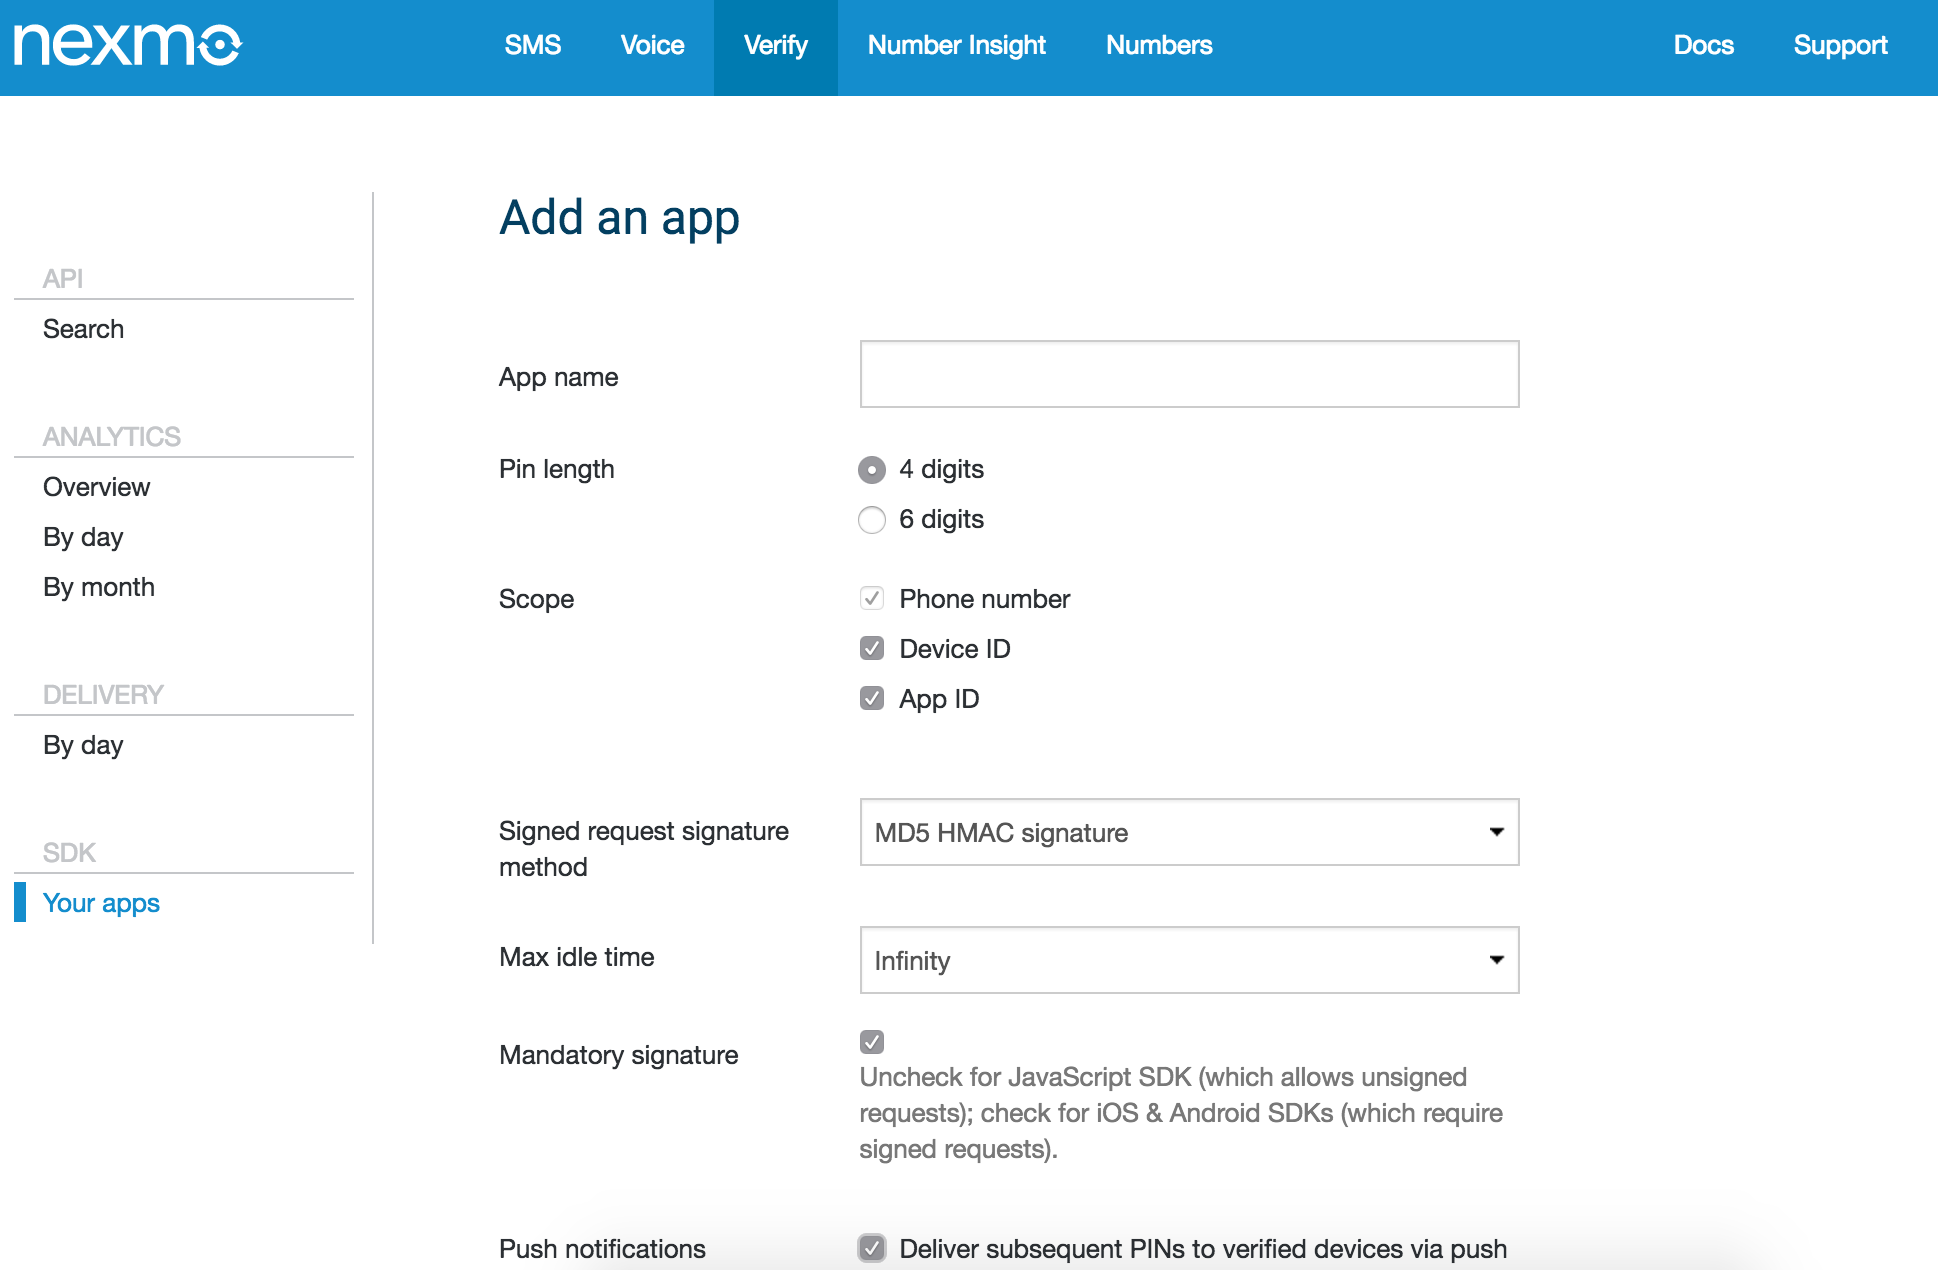 nexmo
SMS
Voice
Verify
Number Insight
Numbers
Docs
Support
API
Search
ANALYTICS
Overview
By day
By month
DELIVERY
By day
SDK
Your apps
Add an app
App name
Pin length
4 digits
6 digits
Scope
Phone number
Device ID
App ID
Signed request signature
method
MD5 HMAC signature
Max idle time
Infinity
Mandatory signature
Uncheck for JavaScript SDK (which allows unsigned
requests); check for iOS & Android SDKs (which require
signed requests).
Push notifications
Deliver subsequent PINs to verified devices via push